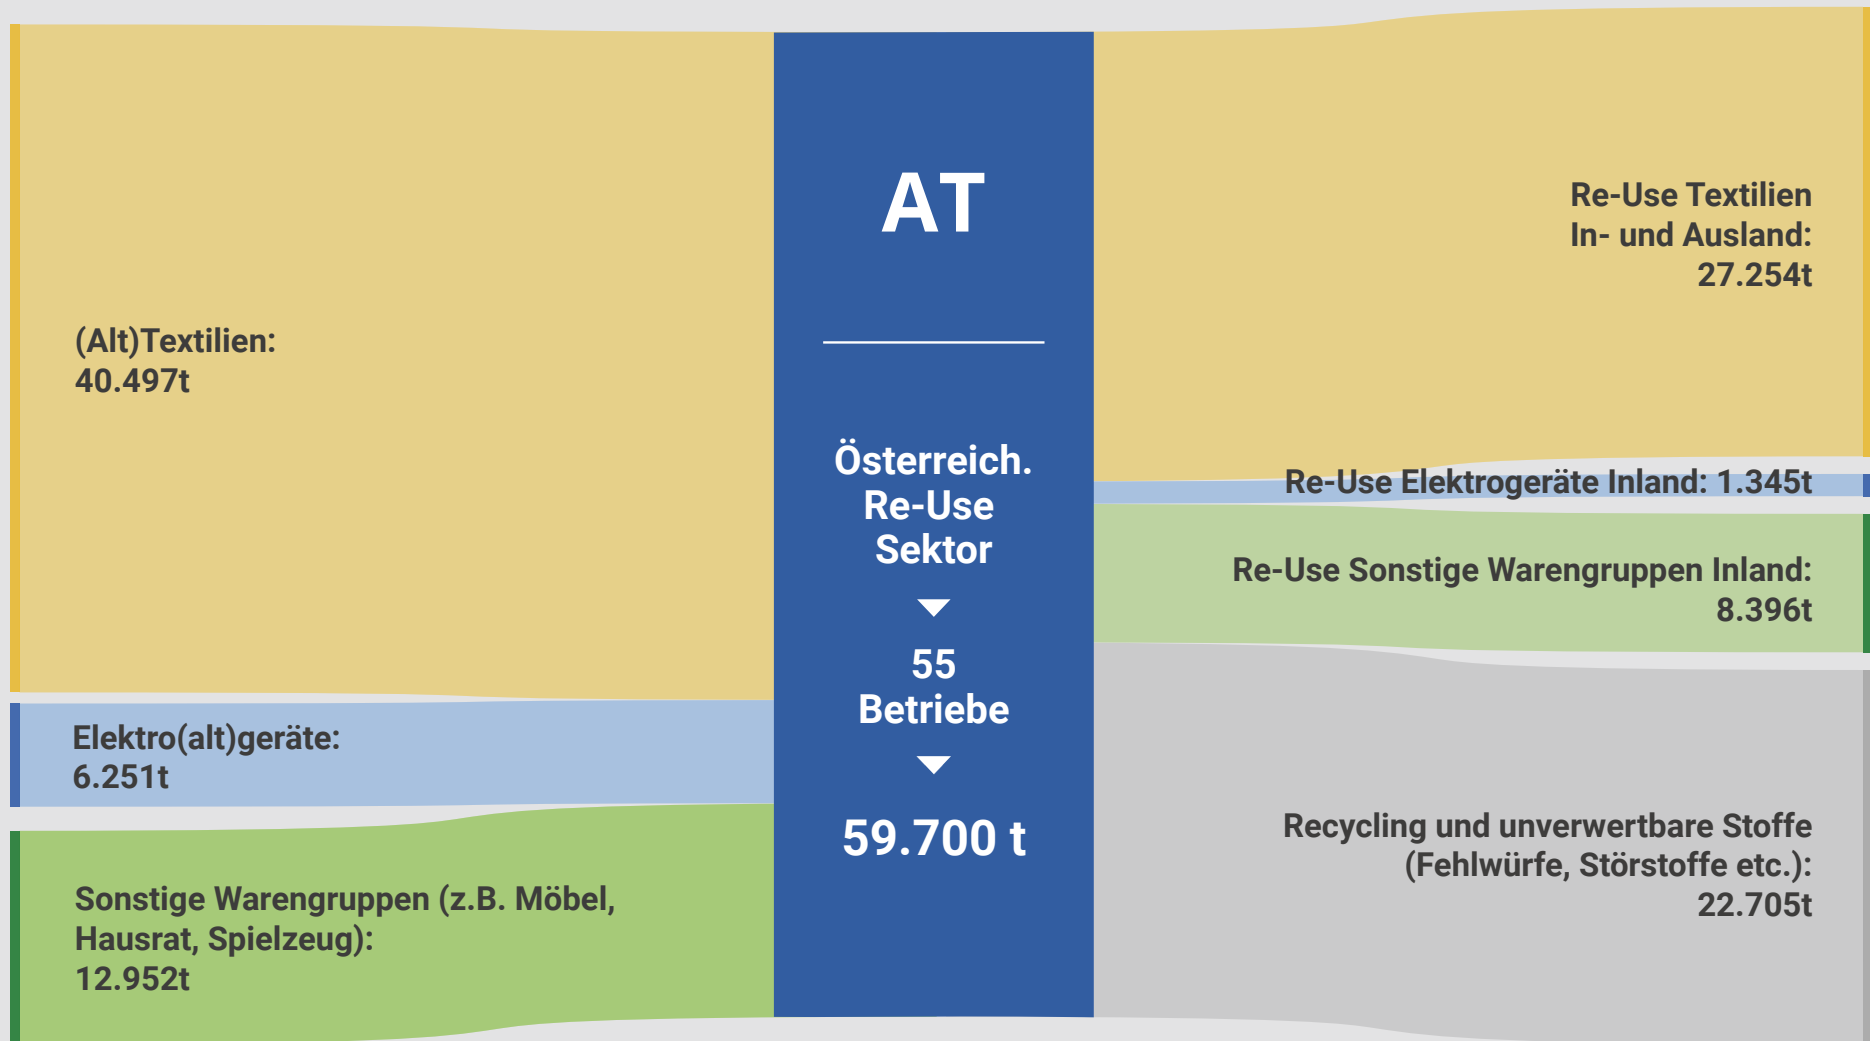 (Alt)Textilien:
40.497t
Elektro(alt)geräte:
6.251t
Sonstige Warengruppen (z.B. Möbel,
Hausrat, Spielzeug):
12.952t
AT
Österreich.
Re-Use
Sektor
55
Betriebe
59.700 t
Re-Use Textilien
In- und Ausland:
27.254t
Re-Use Elektrogeräte Inland: 1.345t
Re-Use Sonstige Warengruppen Inland:
8.396t
Recycling und unverwertbare Stoffe
(Fehlwürfe, Störstoffe etc.):
22.705t